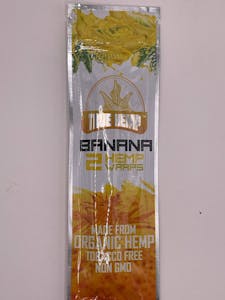 TRUE HEMP
BANANA
2 HEMP
WRAPS
MADE FROM
ORGANIC HEMP
TOBACCO FREE
NON GMO